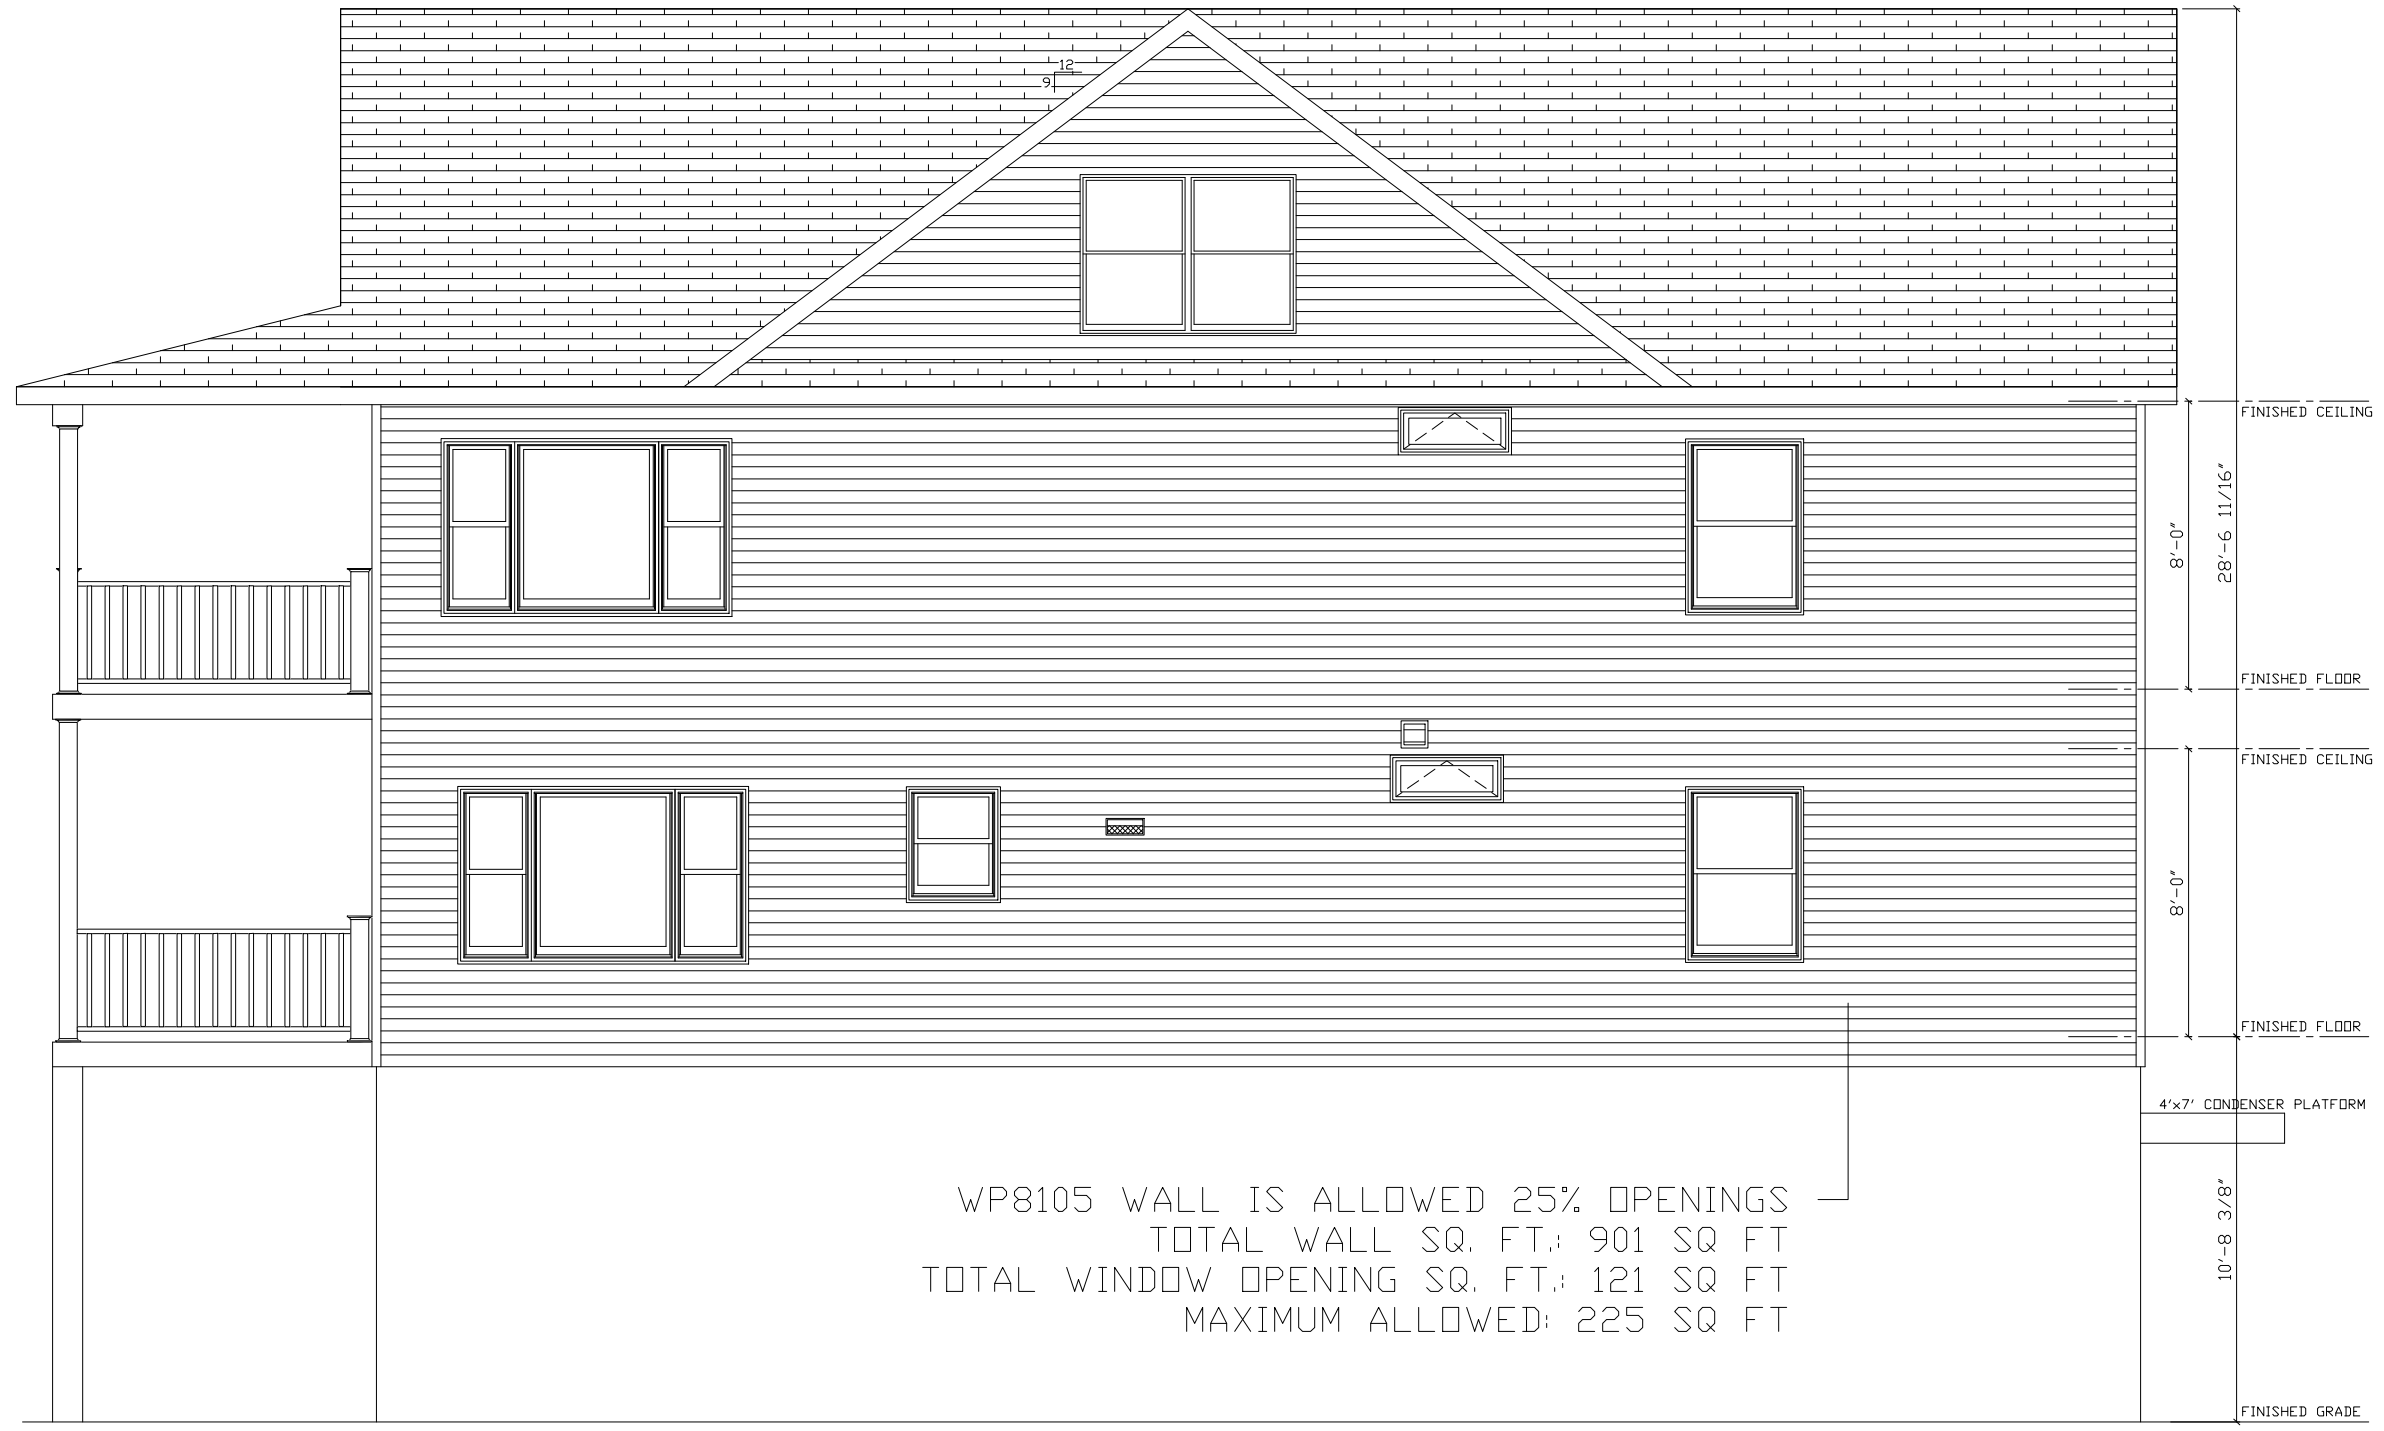 12
9
FINISHED CEILING
28'-6 11/16"
8'-0"
FINISHED FLOOR
FINISHED CEILING
8'-0"
FINISHED FLOOR
4'x7' CONDENSER PLATFORM
10'-8 3/8"
WP8105 WALL IS ALLOWED 25% OPENINGS
TOTAL WALL SQ. FT.: 901 SQ FT
TOTAL WINDOW OPENING SQ. FT.: 121 SQ FT
MAXIMUM ALLOWED: 225 SQ FT
FINISHED GRADE